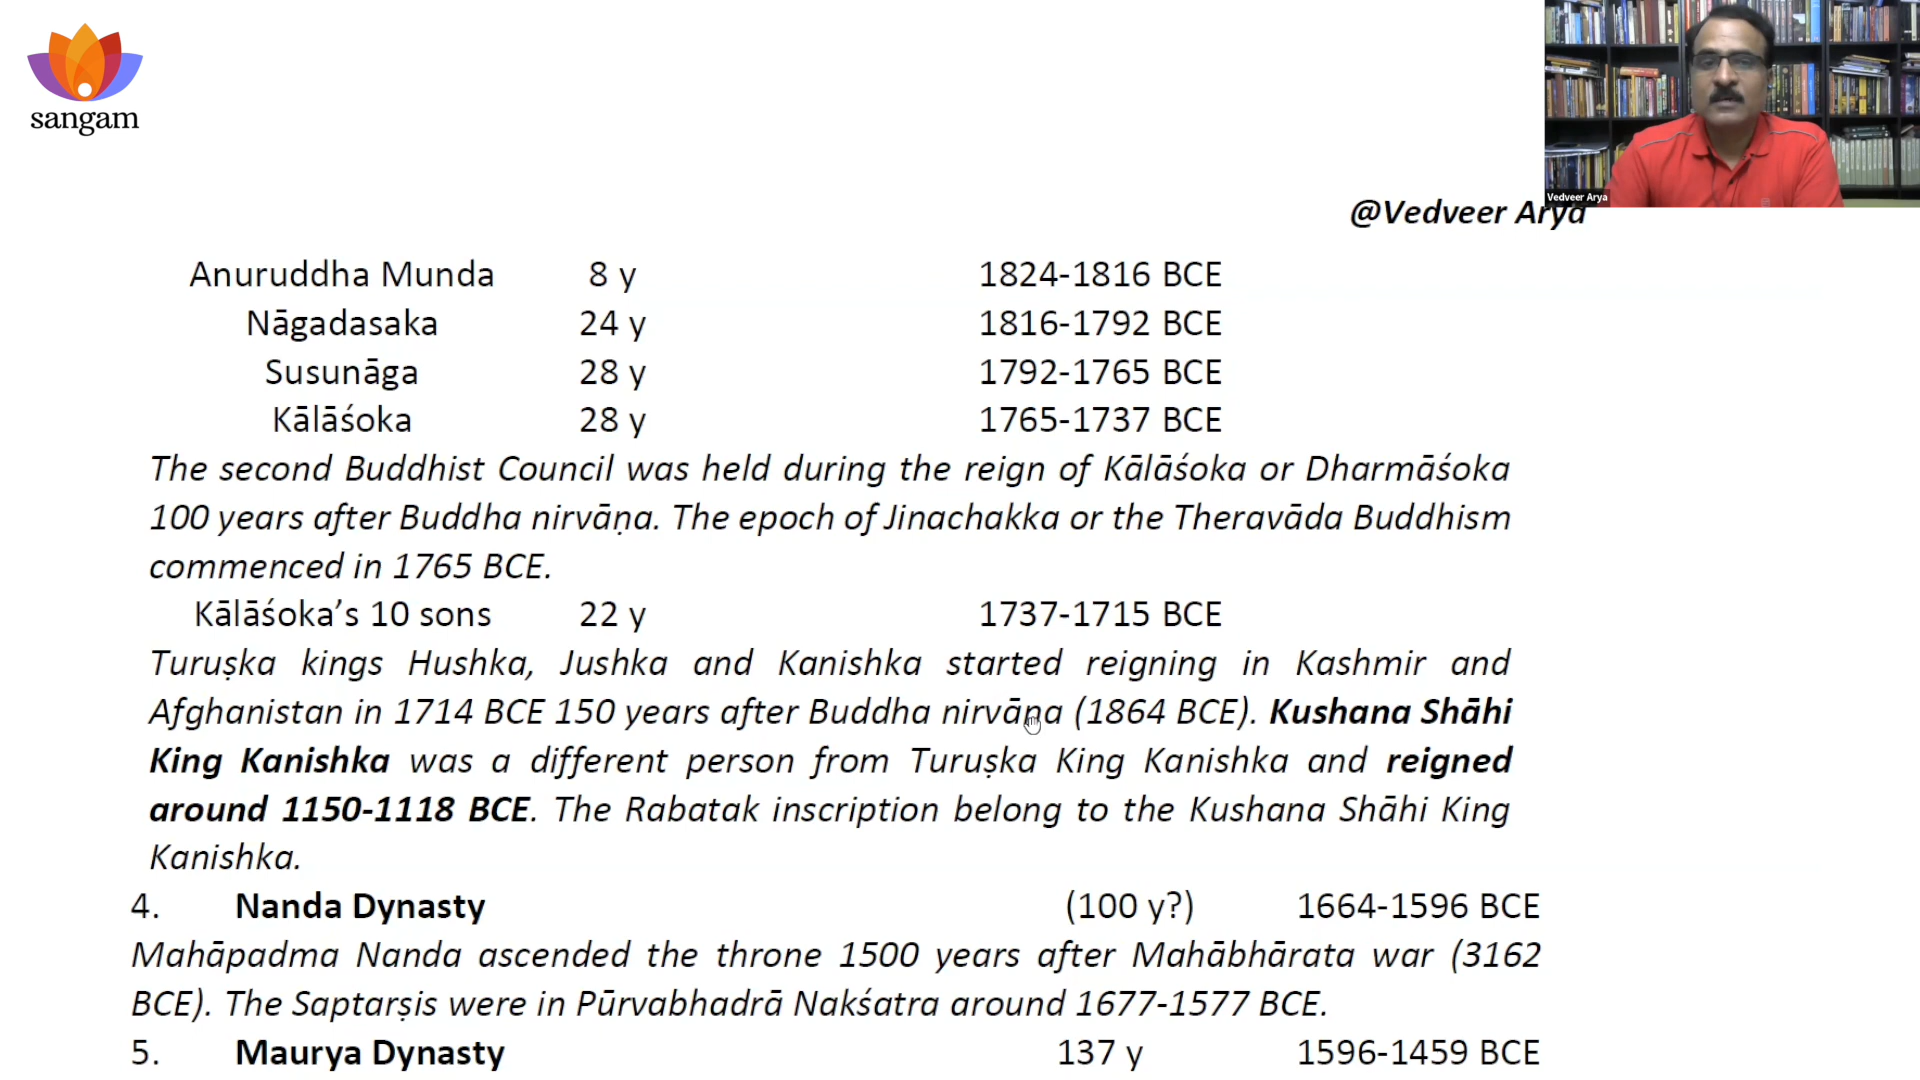 sangam
Vedveer Arya
@Vedveer Arya
Anuruddha Munda 8 y 1824-1816 BCE
Nāgadasaka 24 y 1816-1792 BCE
Susunāga 28 y 1792-1765 BCE
Kālāśoka 28 y 1765-1737 BCE
The second Buddhist Council was held during the reign of Kālāśoka or Dharmāśoka
100 years after Buddha nirvāṇa. The epoch of Jinachakka or the Theravāda Buddhism
commenced in 1765 BCE.
Kālāśoka’s 10 sons 22 y 1737-1715 BCE
Turuṣka kings Hushka, Jushka and Kanishka started reigning in Kashmir and
Afghanistan in 1714 BCE 150 years after Buddha nirvāṇa (1864 BCE). Kushana Shāhi
King Kanishka was a different person from Turuṣka King Kanishka and reigned
around 1150-1118 BCE. The Rabatak inscription belong to the Kushana Shāhi King
Kanishka.
4. Nanda Dynasty (100 y?) 1664-1596 BCE
Mahāpadma Nanda ascended the throne 1500 years after Mahābhārata war (3162
BCE). The Saptarṣis were in Pūrvabhadrā Nakśatra around 1677-1577 BCE.
5. Maurya Dynasty 137 y 1596-1459 BCE